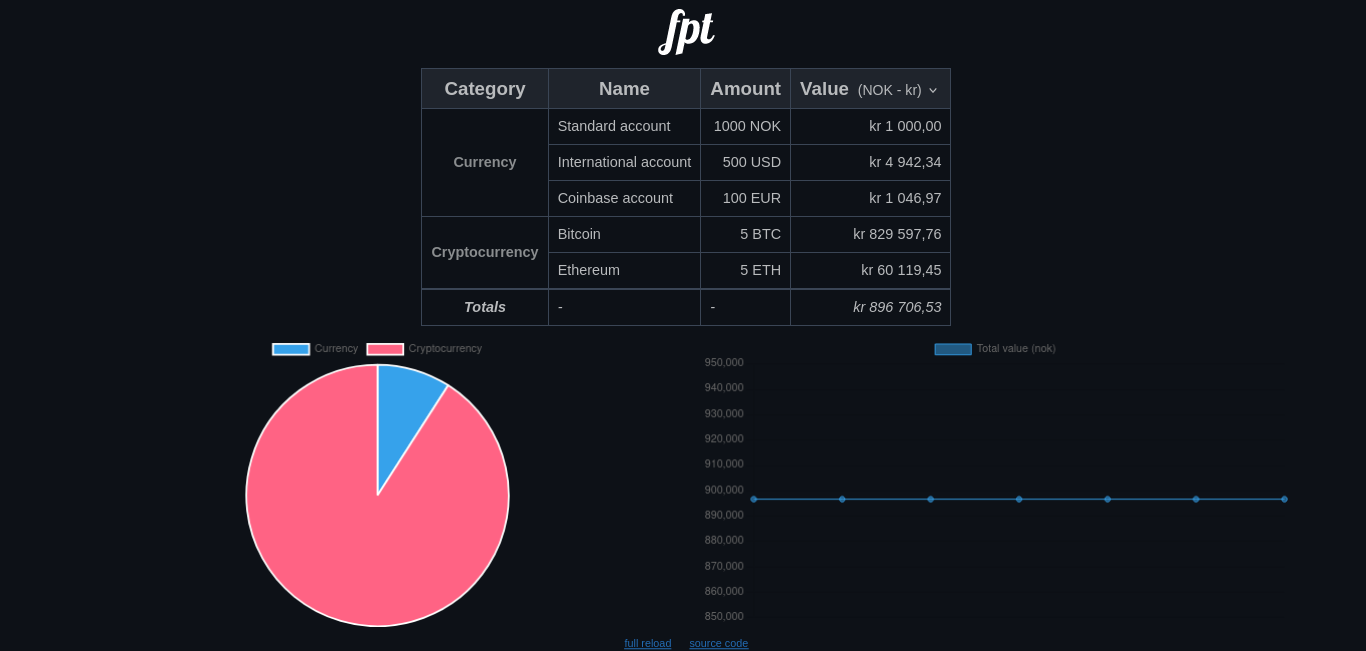 fpt
Category Name Amount Value (NOK - kr)
Currency
Standard account 1000 NOK kr 1 000,00
International account 500 USD kr 4 942,34
Coinbase account 100 EUR kr 1 046,97
Cryptocurrency
Bitcoin 5 BTC kr 829 597,76
Ethereum 5 ETH kr 60 119,45
Totals - - kr 896 706,53
Currency Cryptocurrency
Total value (nok)
950,000
940,000
930,000
920,000
910,000
900,000
890,000
880,000
870,000
860,000
850,000
full reload source code